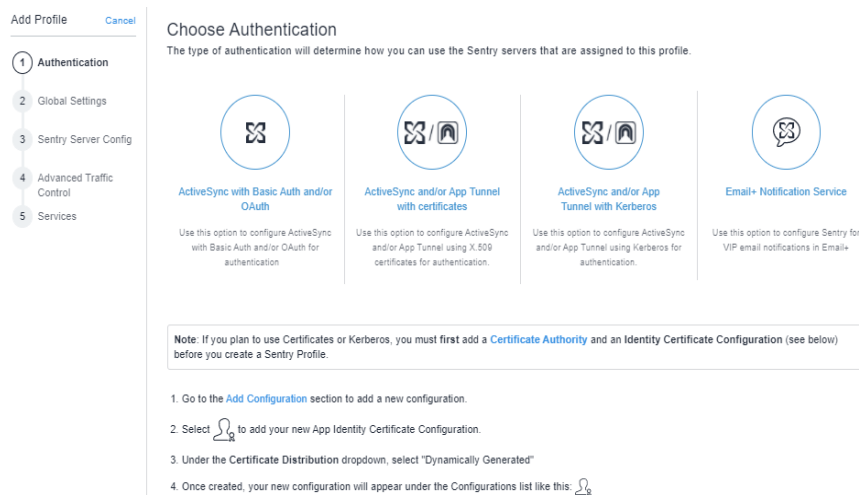 Add Profile Cancel
1 Authentication
2 Global Settings
3 Sentry Server Config
4 Advanced Traffic
Control
5 Services
Choose Authentication
The type of authentication will determine how you can use the Sentry servers that are assigned to this profile.
ActiveSync with Basic Auth and/or
OAuth
Use this option to configure ActiveSync
with Basic Auth and/or OAuth for
authentication
ActiveSync and/or App Tunnel
with certificates
Use this option to configure ActiveSync
and/or App Tunnel using X.509
certificates for authentication.
ActiveSync and/or App
Tunnel with Kerberos
Use this option to configure ActiveSync
and/or App Tunnel using Kerberos for
authentication.
Email+ Notification Service
Use this option to configure Sentry for
VIP email notifications in Email+
Note: If you plan to use Certificates or Kerberos, you must first add a Certificate Authority and an Identity Certificate Configuration (see below)
before you create a Sentry Profile.
1. Go to the Add Configuration section to add a new configuration.
2. Select to add your new App Identity Certificate Configuration.
3. Under the Certificate Distribution dropdown, select "Dynamically Generated"
4. Once created, your new configuration will appear under the Configurations list like this: